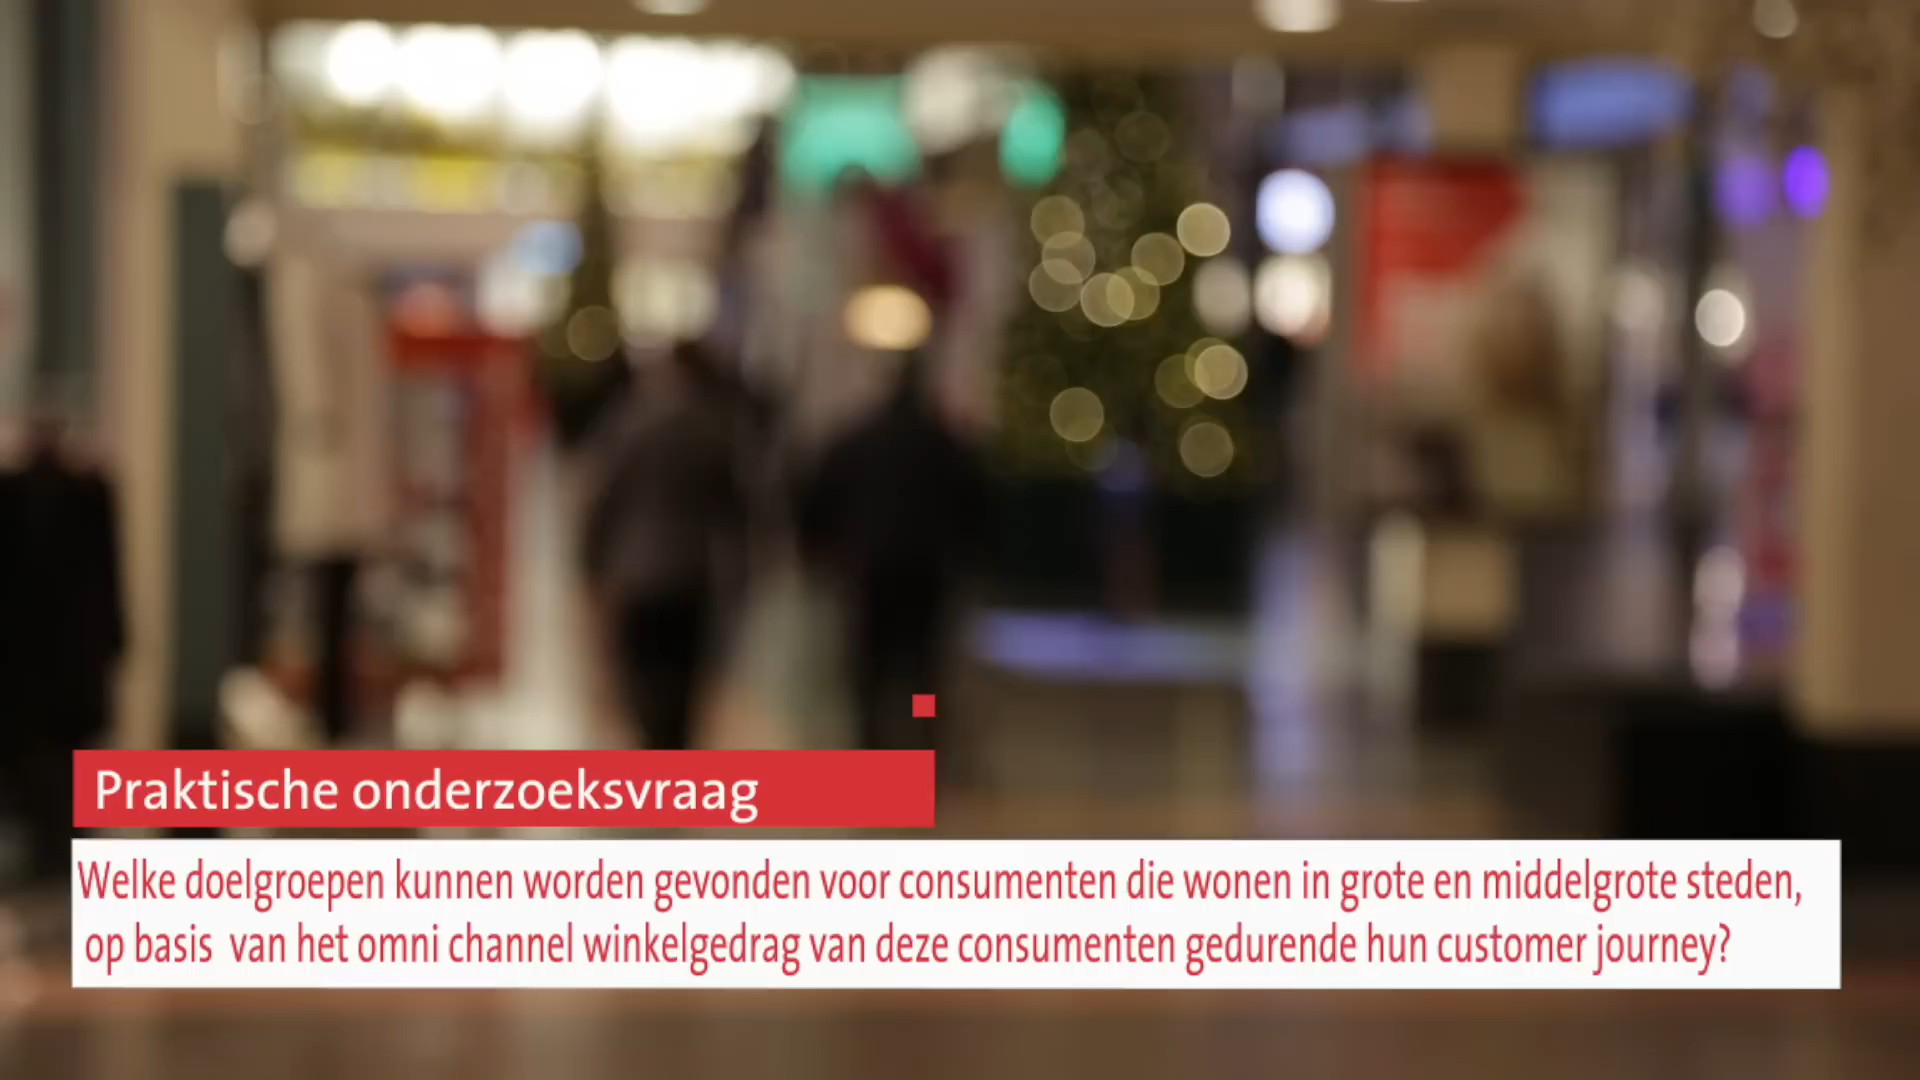 Praktische onderzoeksvraag
Welke doelgroepen kunnen worden gevonden voor consumenten die wonen in grote en middelgrote steden,
op basis  van het omni channel winkelgedrag van deze consumenten gedurende hun customer journey?